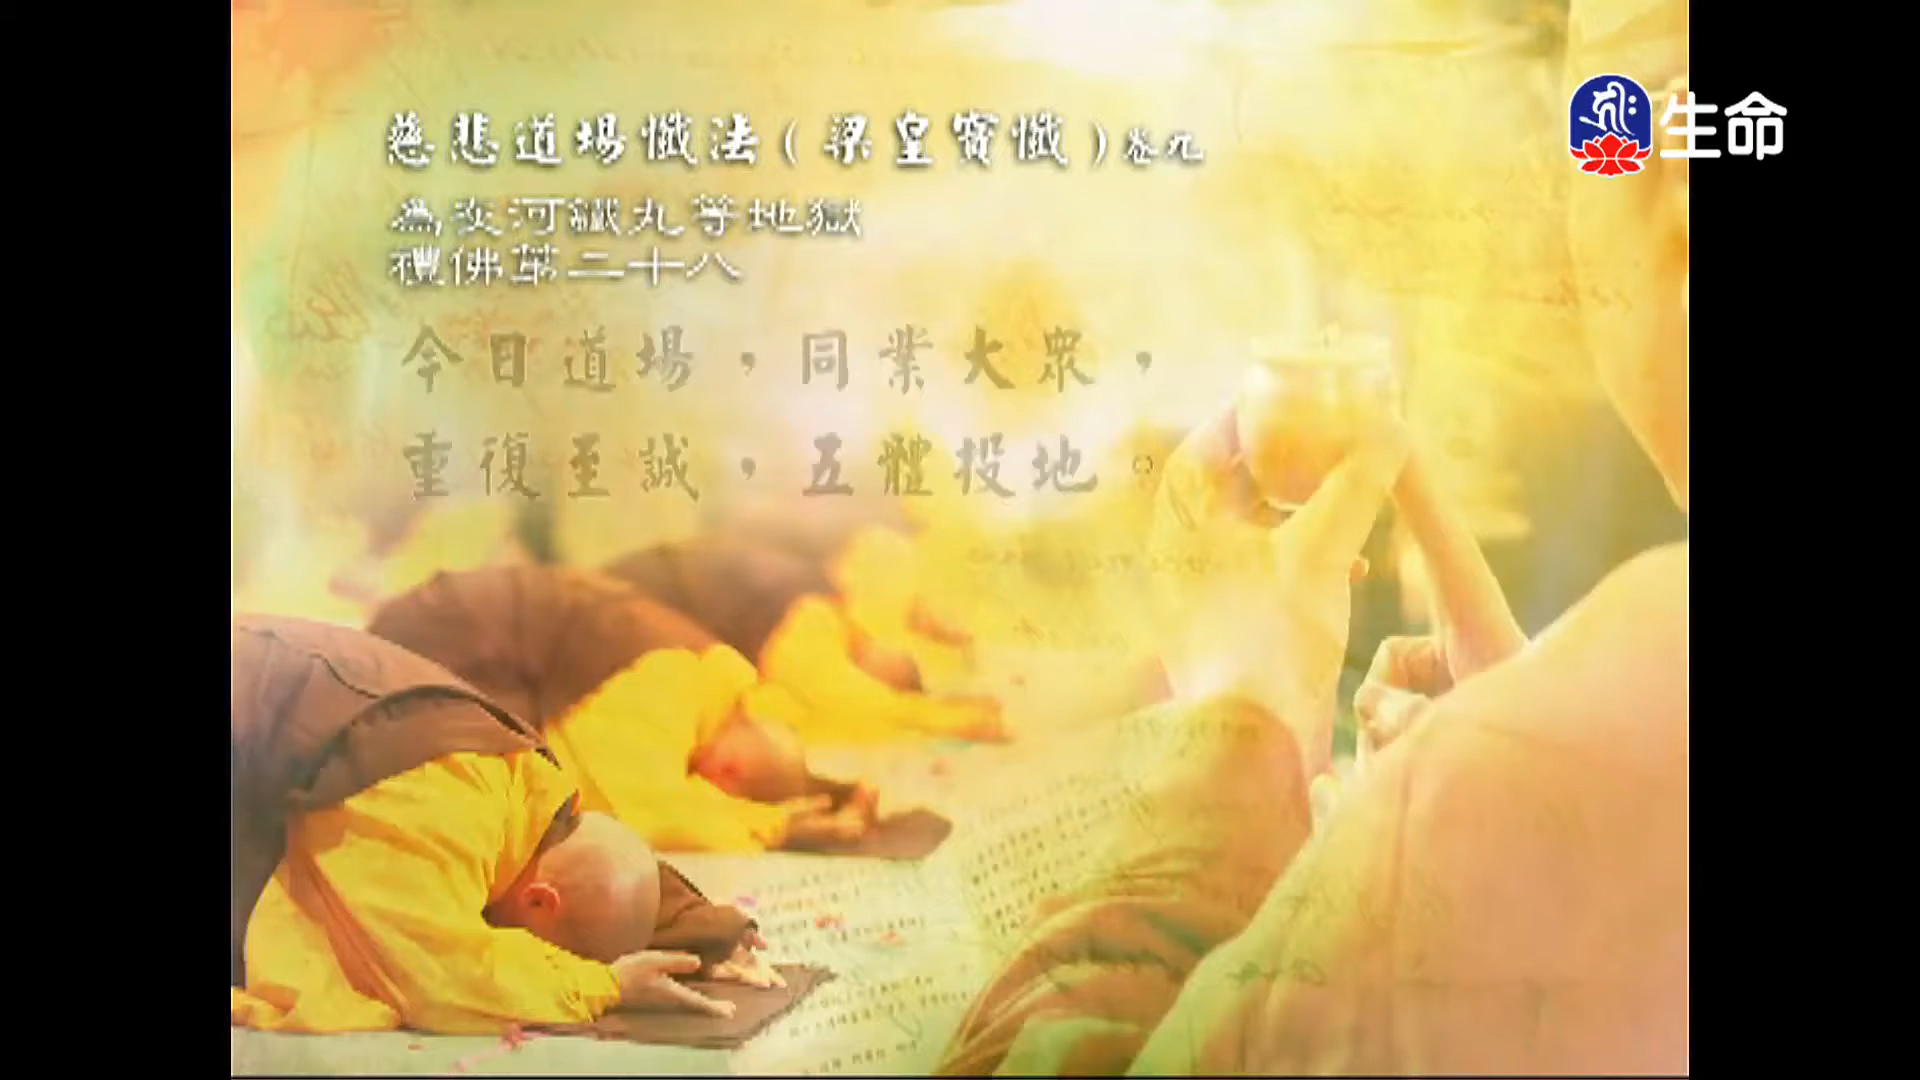 慈悲道場懺法(梁皇寶懺)卷九
生命
為灰河鐵丸等地獄
禮佛第二十八
今日道場，同業大眾，
重復至誠，五體投地。